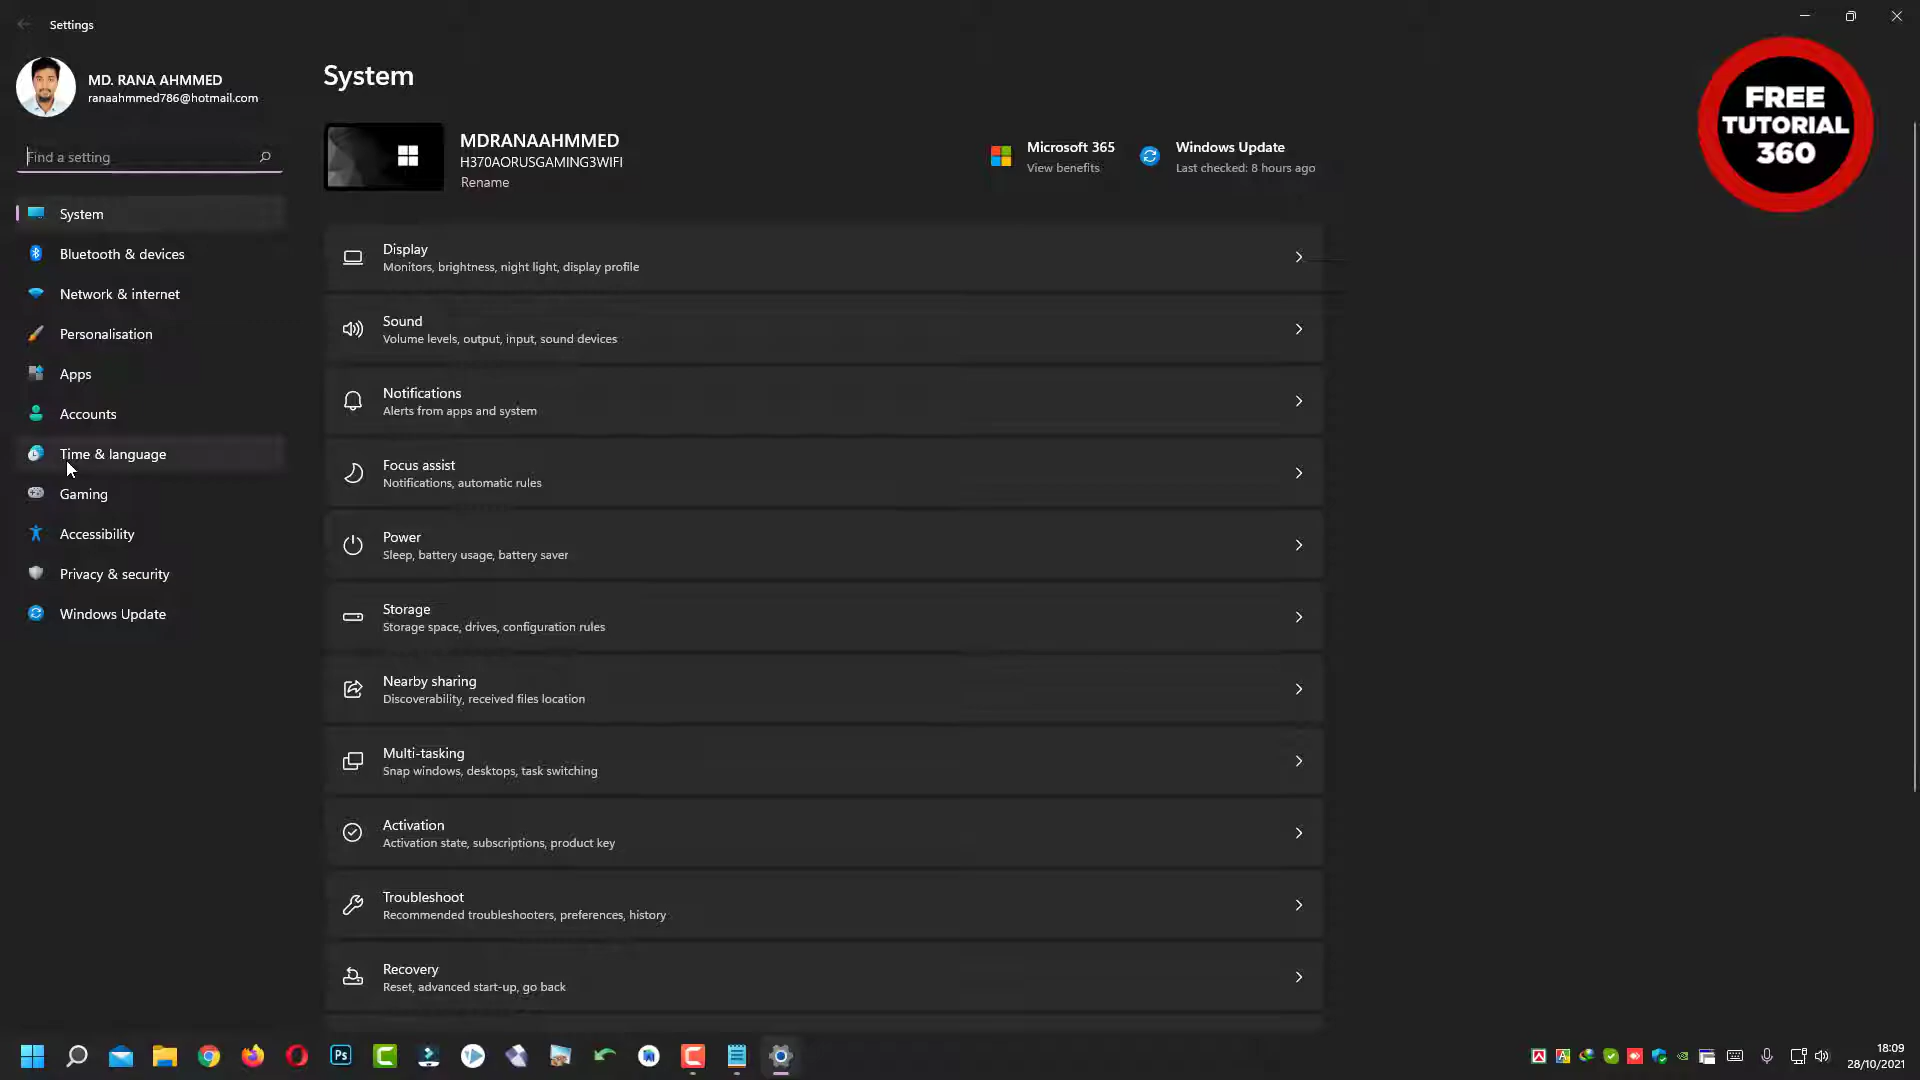 Settings
MD. RANA AHMMED
ranaahmmed786@hotmail.com
Find a setting
System
Bluetooth & devices
Network & internet
Personalisation
Apps
Accounts
Time & language
Gaming
Accessibility
Privacy & security
Windows Update
System
MDRANAAHMMED
H370AORUSGAMING3WIFI
Rename
Microsoft 365
View benefits
Windows Update
Last checked: 8 hours ago
FREE
TUTORIAL
360
Display
Monitors, brightness, night light, display profile
Sound
Volume levels, output, input, sound devices
Notifications
Alerts from apps and system
Focus assist
Notifications, automatic rules
Power
Sleep, battery usage, battery saver
Storage
Storage space, drives, configuration rules
Nearby sharing
Discoverability, received files location
Multi-tasking
Snap windows, desktops, task switching
Activation
Activation state, subscriptions, product key
Troubleshoot
Recommended troubleshooters, preferences, history
Recovery
Reset, advanced start-up, go back
Ps
18:09
28/10/2021